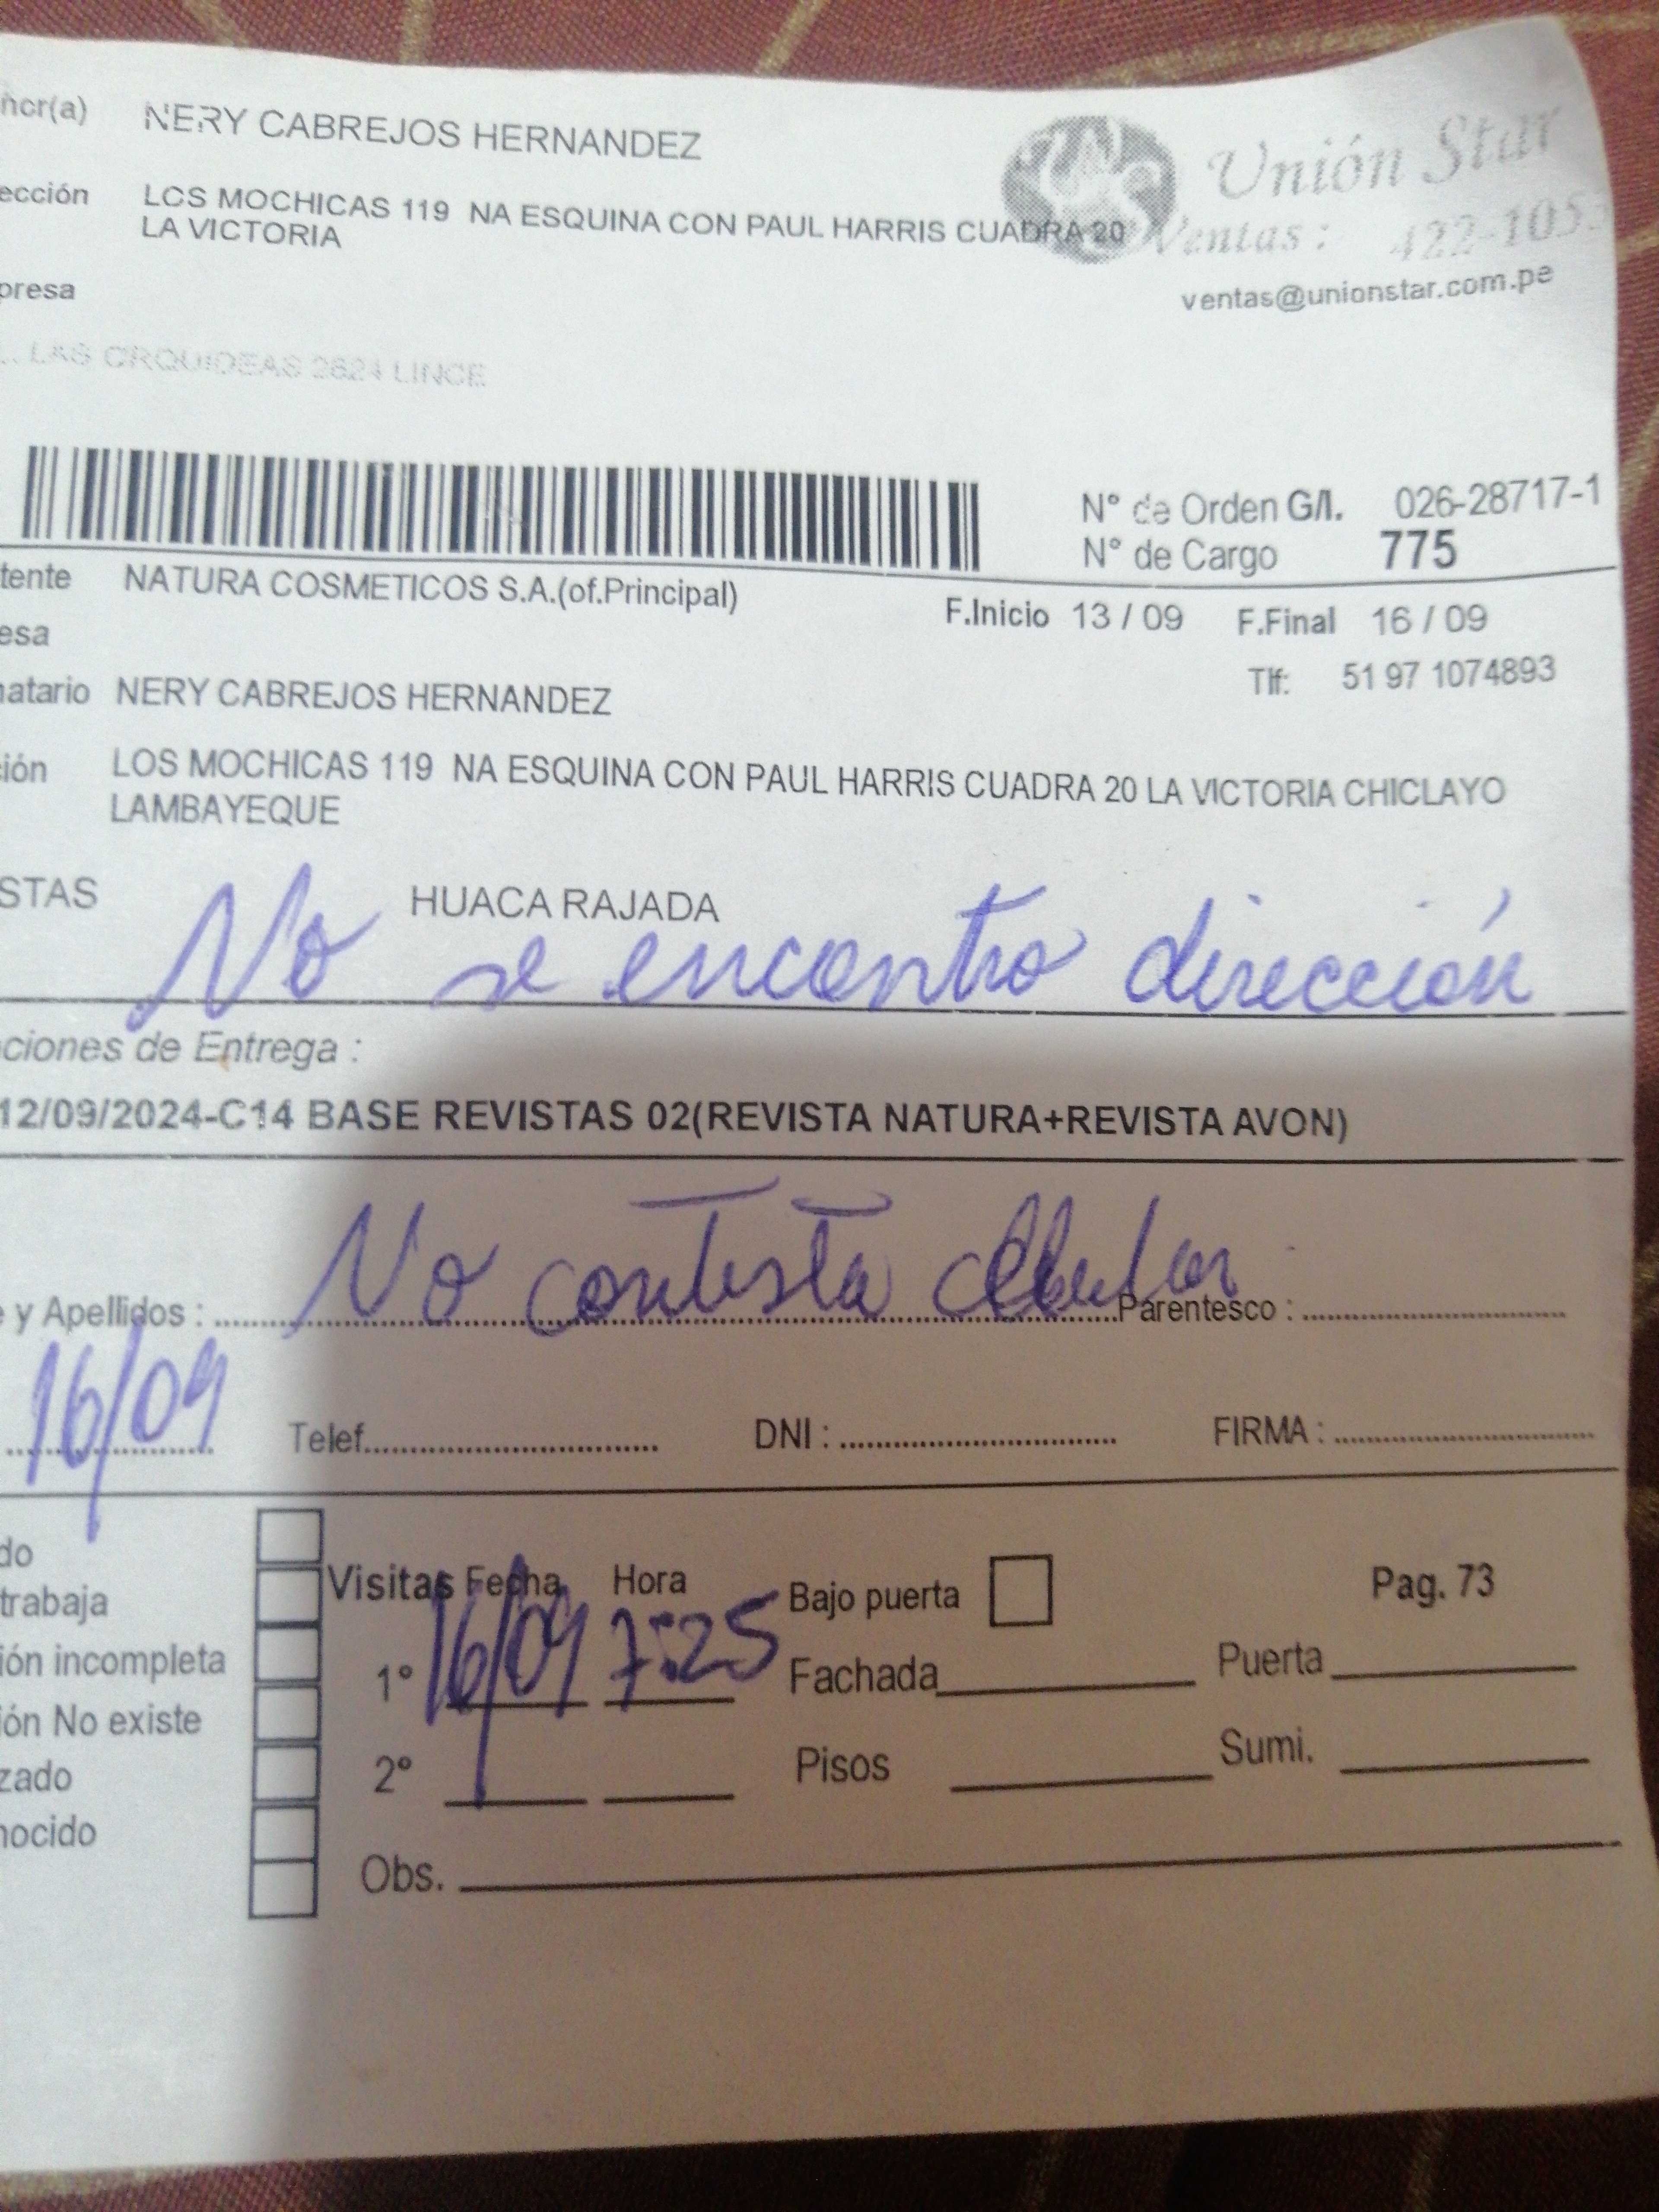 ñor(a) NERY CABREJOS HERNANDEZ
Unión Star
ección LOS MOCHICAS 119 NA ESQUINA CON PAUL HARRIS CUADRA 20
LA VICTORIA
Ventas: 422-105
presa
ventas@unionstar.com.pe
LAS ORQUIDEAS 2624 LINCE
N° de Orden G/I. 026-28717-1
N° de Cargo 775
tente NATURA COSMETICOS S.A.(of.Principal)
F.Inicio 13 / 09 F.Final 16 / 09
esa
Tlf: 51 97 1074893
natario NERY CABREJOS HERNANDEZ
ción LOS MOCHICAS 119 NA ESQUINA CON PAUL HARRIS CUADRA 20 LA VICTORIA CHICLAYO
LAMBAYEQUE
STAS HUACA RAJADA
No se encontro dirección
ciones de Entrega :
12/09/2024-C14 BASE REVISTAS 02(REVISTA NATURA+REVISTA AVON)
No contesta celular
e y Apellidos : Parentesco :
16/09 Telef. DNI : FIRMA :
do
Visitas Fecha Hora Bajo puerta Pag. 73
trabaja
1° 16/09 7:25 Fachada Puerta
ión incompleta
ión No existe
2° Pisos Sumi.
zado
nocido
Obs.